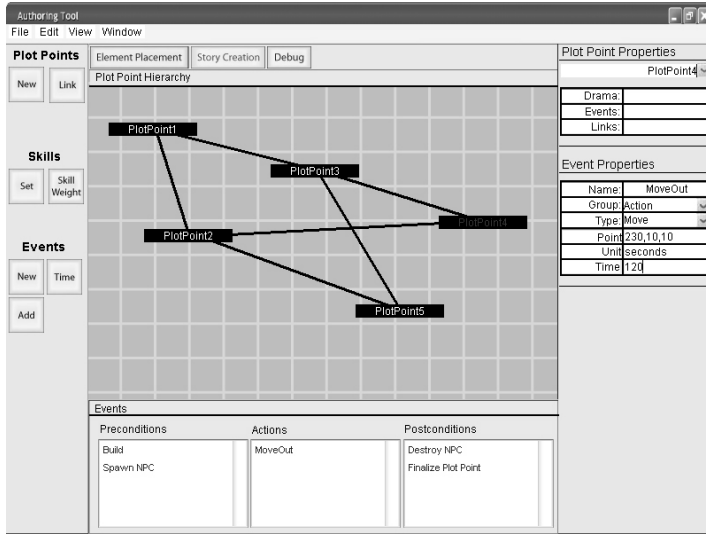 Authoring Tool
File Edit View Window
Plot Points
New Link
Skills
Set Skill Weight
Events
New Time
Add
Element Placement Story Creation Debug
Plot Point Hierarchy
PlotPoint1
PlotPoint3
PlotPoint4
PlotPoint2
PlotPoint5
Events
Preconditions Actions Postconditions
Build MoveOut Destroy NPC
Spawn NPC Finalize Plot Point
Plot Point Properties
PlotPoint4
Drama:
Events:
Links:
Event Properties
Name: MoveOut
Group: Action
Type: Move
Point 230,10,10
Unit seconds
Time 120